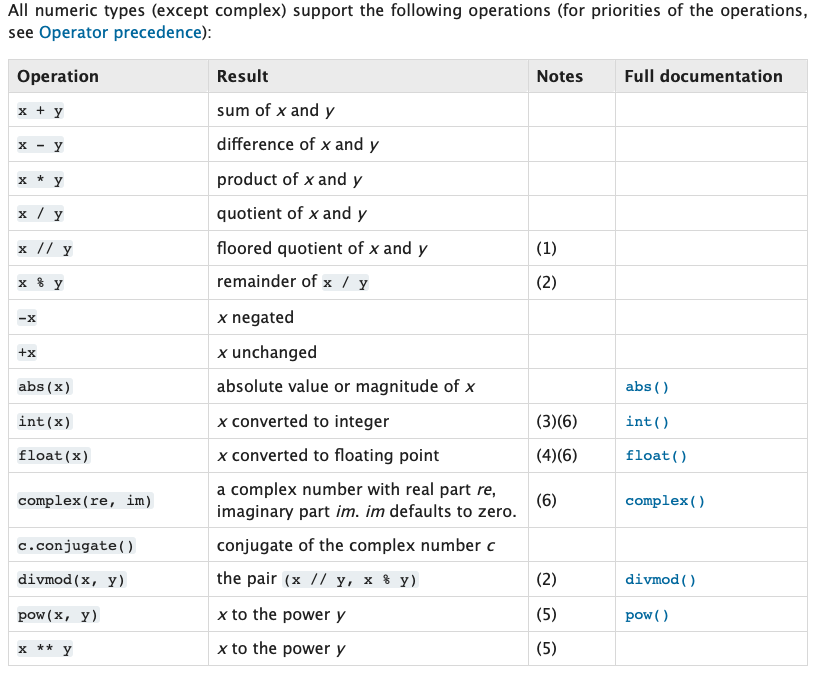 All numeric types (except complex) support the following operations (for priorities of the operations,
see Operator precedence):
Operation Result Notes Full documentation
x + y sum of x and y
x - y difference of x and y
x * y product of x and y
x / y quotient of x and y
x // y floored quotient of x and y (1)
x % y remainder of x / y (2)
-x x negated
+x x unchanged
abs(x) absolute value or magnitude of x abs()
int(x) x converted to integer (3)(6) int()
float(x) x converted to floating point (4)(6) float()
complex(re, im) a complex number with real part re,
imaginary part im. im defaults to zero. (6) complex()
c.conjugate() conjugate of the complex number c
divmod(x, y) the pair (x // y, x % y) (2) divmod()
pow(x, y) x to the power y (5) pow()
x ** y x to the power y (5)